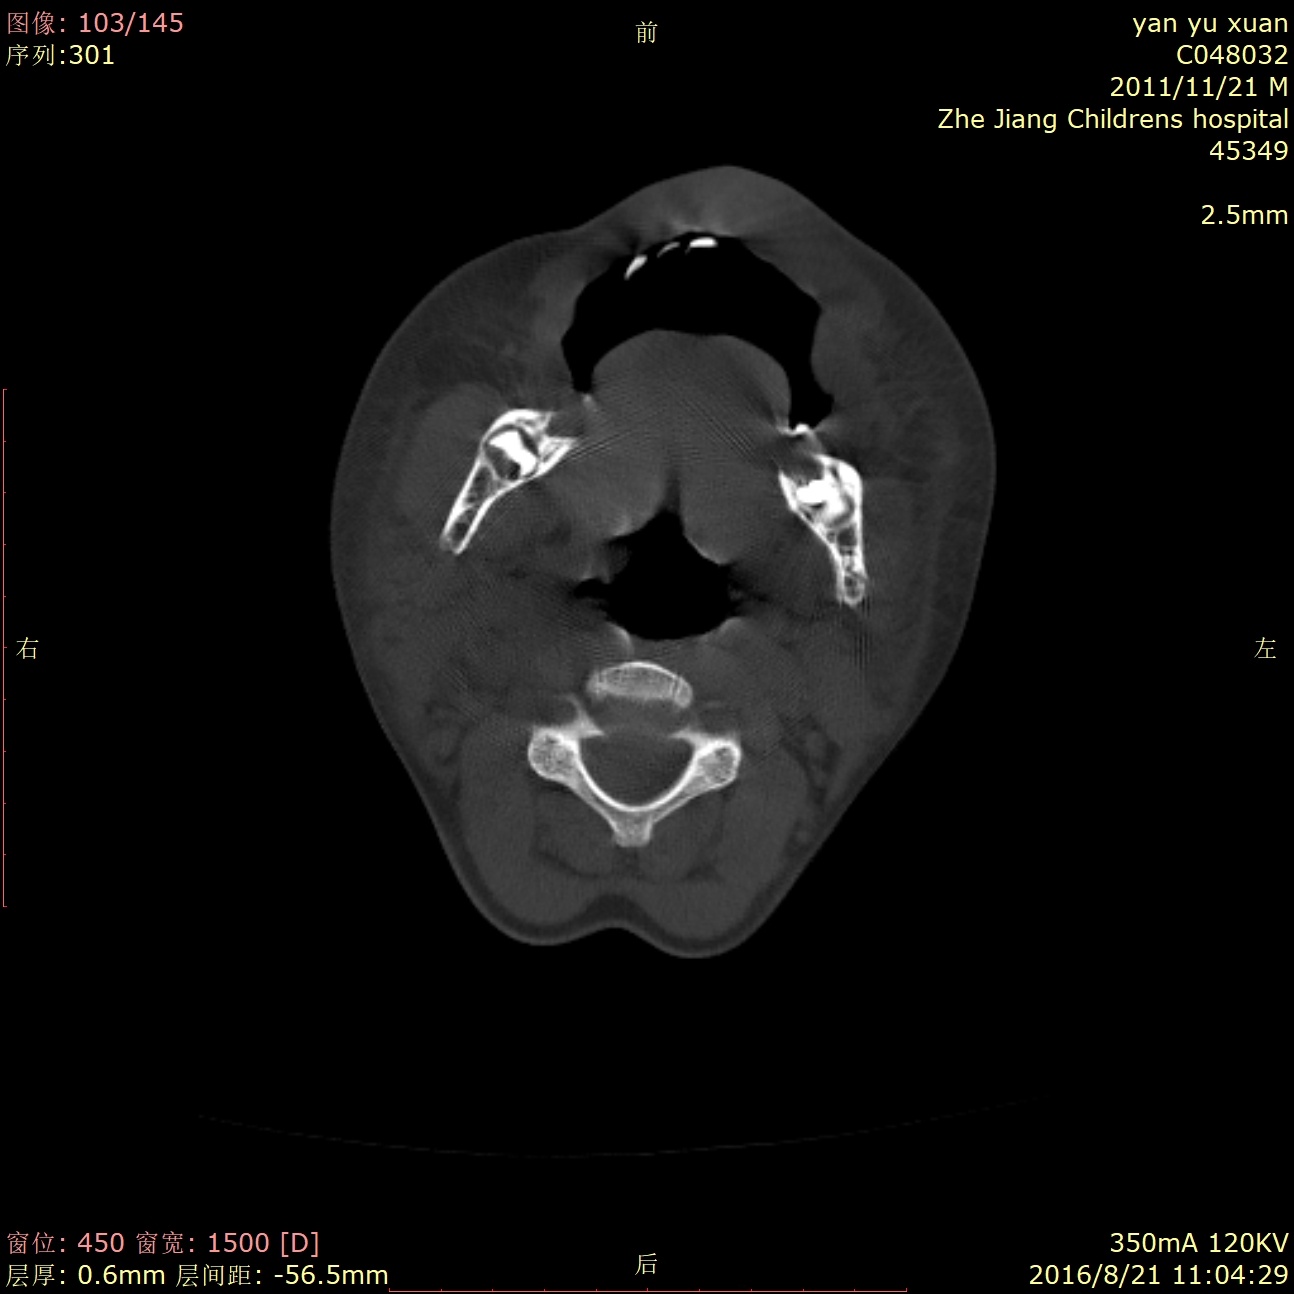 图像: 103/145
序列:301
前
yan yu xuan
C048032
2011/11/21 M
Zhe Jiang Childrens hospital
45349
2.5mm
右
左
窗位: 450 窗宽: 1500 [D]
层厚: 0.6mm 层间距: -56.5mm
后
350mA 120KV
2016/8/21 11:04:29